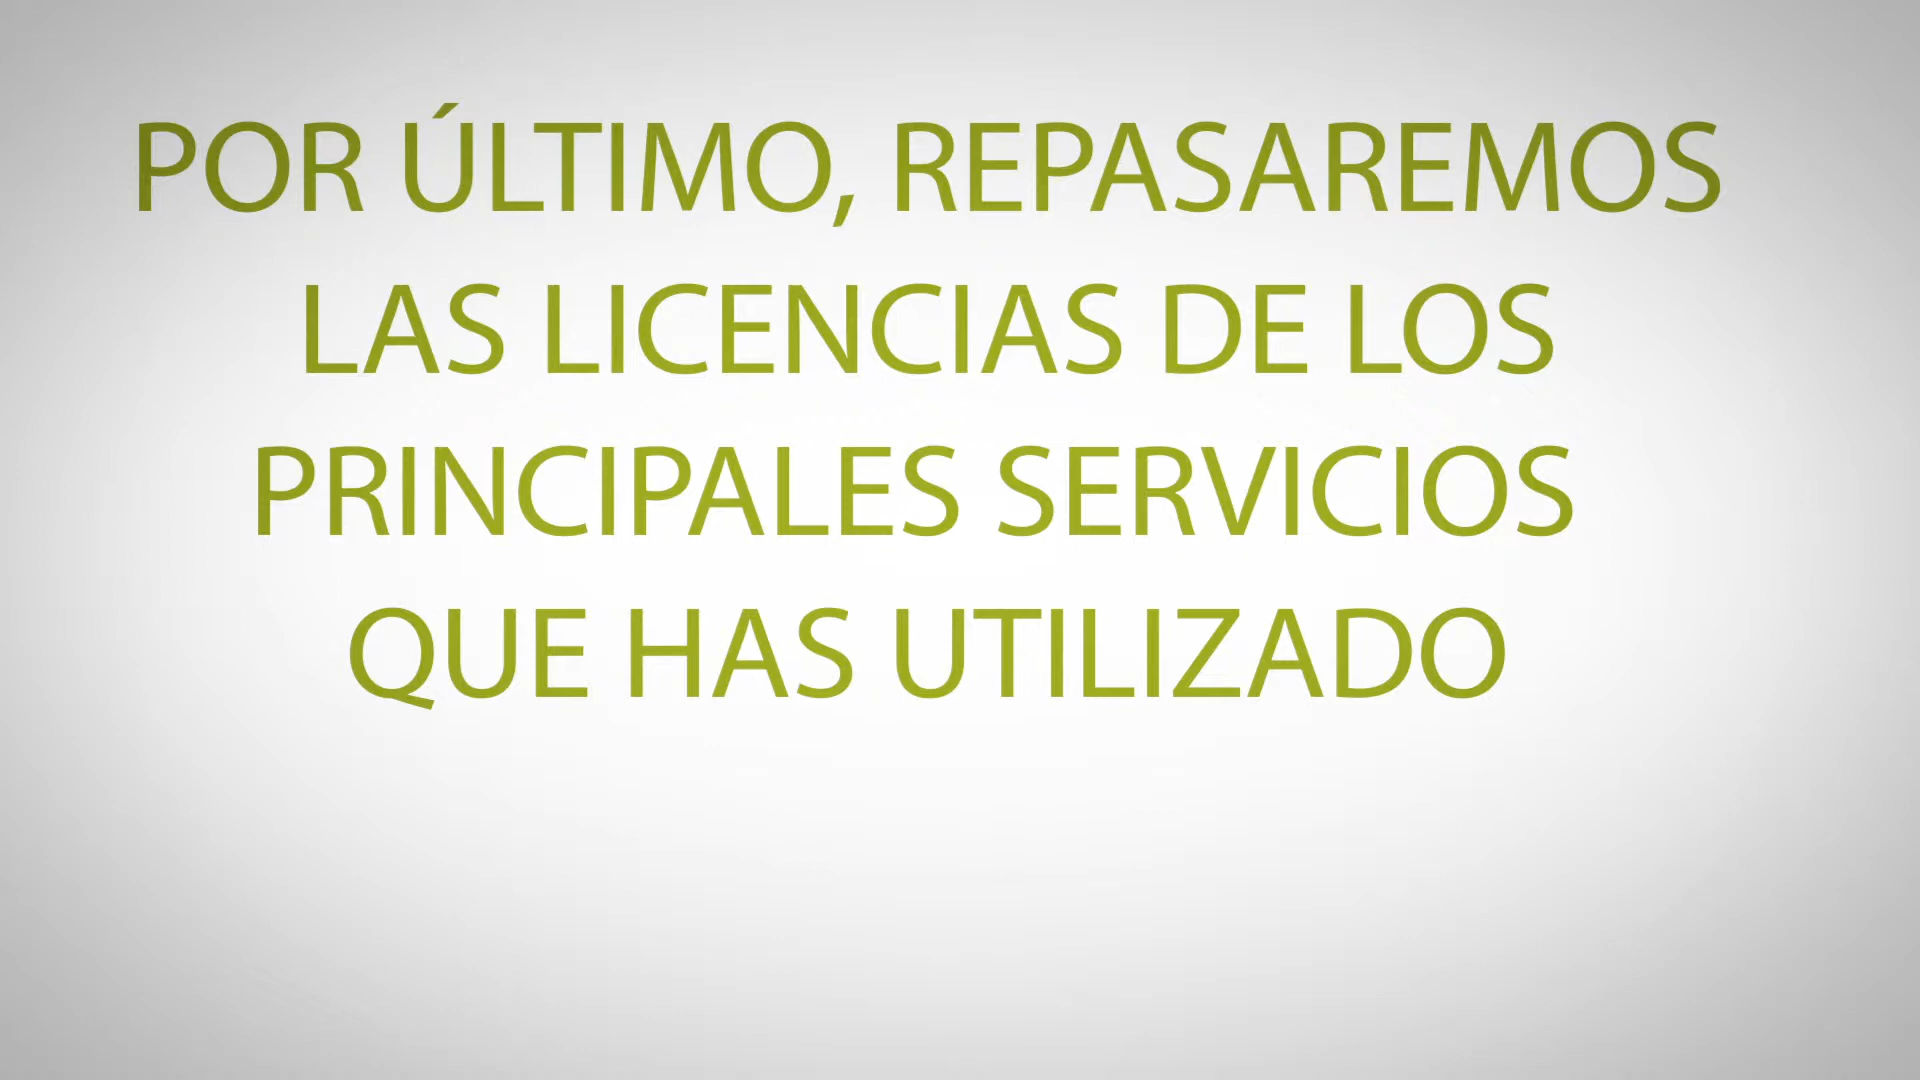 POR ÚLTIMO, REPASAREMOS
LAS LICENCIAS DE LOS
PRINCIPALES SERVICIOS
QUE HAS UTILIZADO